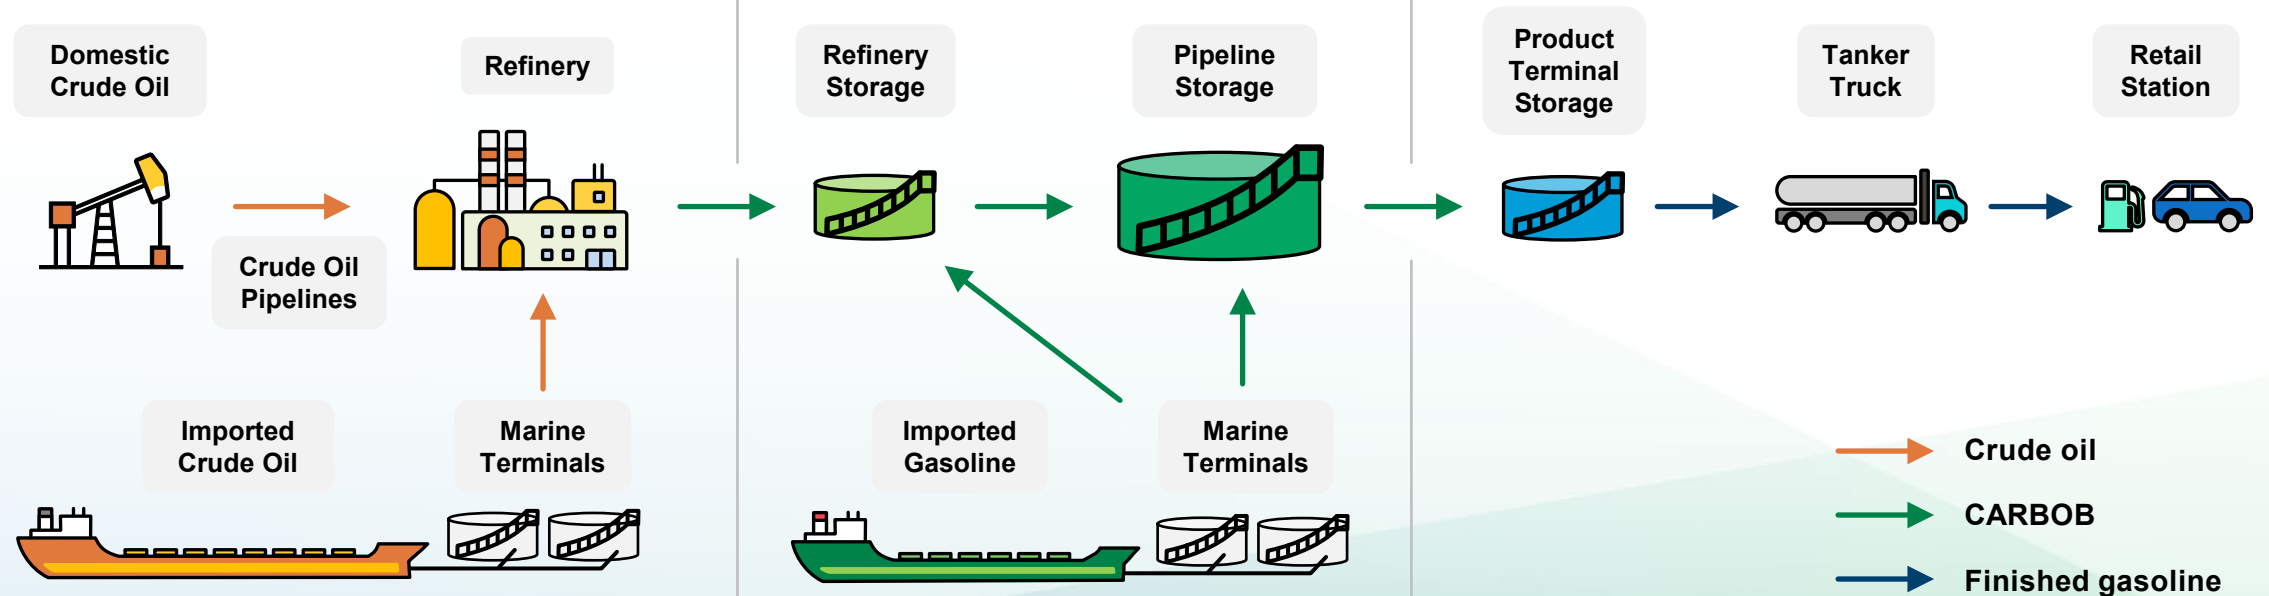 Domestic
Crude Oil
Refinery
Crude Oil
Pipelines
Imported
Crude Oil
Marine
Terminals
Refinery
Storage
Pipeline
Storage
Imported
Gasoline
Marine
Terminals
Product
Terminal
Storage
Tanker
Truck
Retail
Station
Crude oil
CARBOB
Finished gasoline